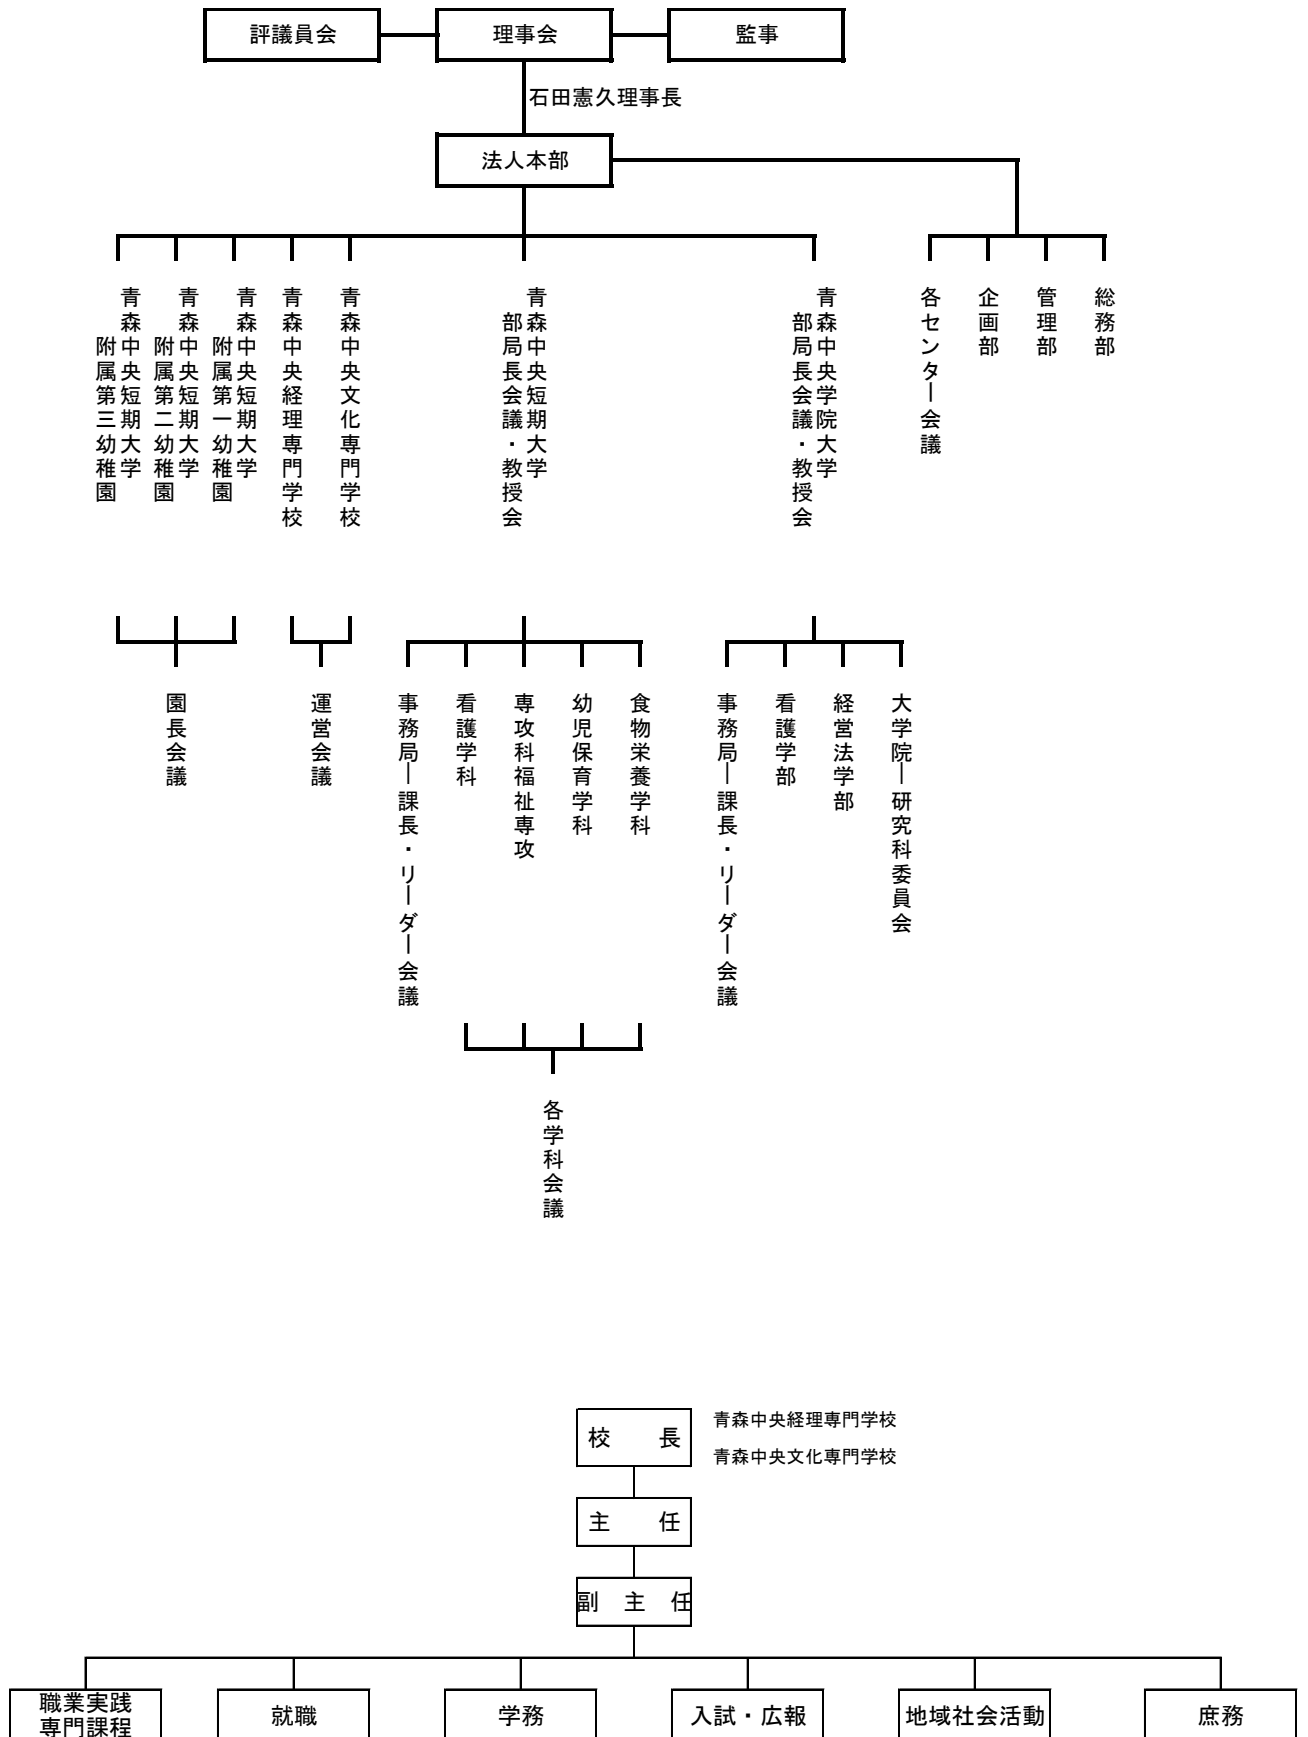 評議員会
理事会
監事
石田憲久理事長
法人本部
青森中央短期大学
附属第三幼稚園
青森中央短期大学
附属第二幼稚園
青森中央短期大学
附属第一幼稚園
青森中央経理専門学校
青森中央文化専門学校
青森中央短期大学
部局長会議・教授会
青森中央学院大学
部局長会議・教授会
各センター会議
企画部
管理部
総務部
園長会議
運営会議
事務局―課長・リーダー会議
看護学科
専攻科福祉専攻
幼児保育学科
食物栄養学科
事務局―課長・リーダー会議
看護学部
経営法学部
大学院―研究科委員会
各学科会議
校　長
青森中央経理専門学校
青森中央文化専門学校
主　任
副　主　任
職業実践
専門課程
就職
学務
入試・広報
地域社会活動
庶務